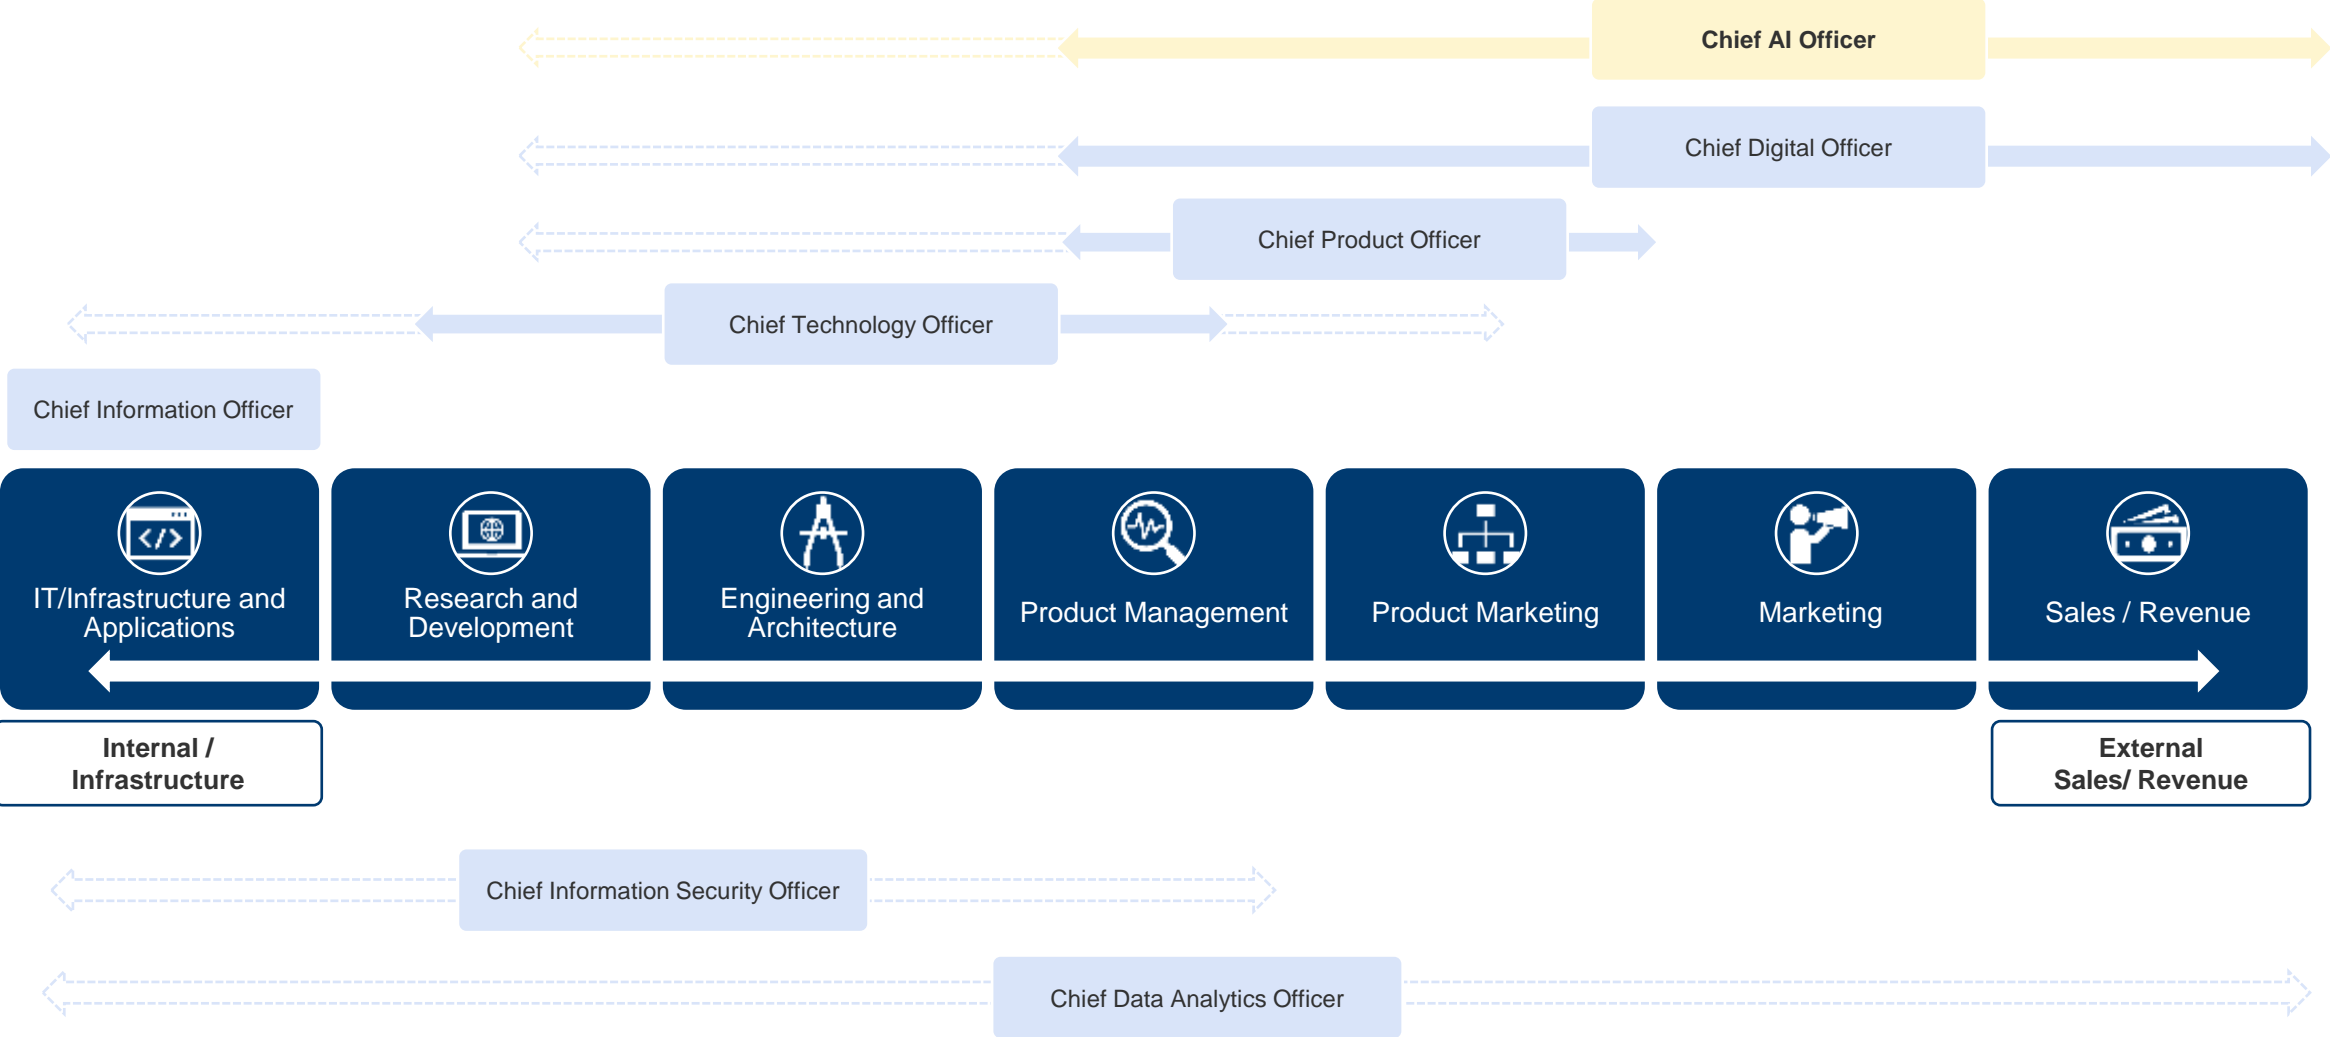 Chief AI Officer
Chief Digital Officer
Chief Product Officer
Chief Technology Officer
Chief Information Officer
IT/Infrastructure and
Applications
Research and
Development
Engineering and
Architecture
Product Management
Product Marketing
Marketing
Sales / Revenue
Internal /
Infrastructure
External
Sales/ Revenue
Chief Information Security Officer
Chief Data Analytics Officer